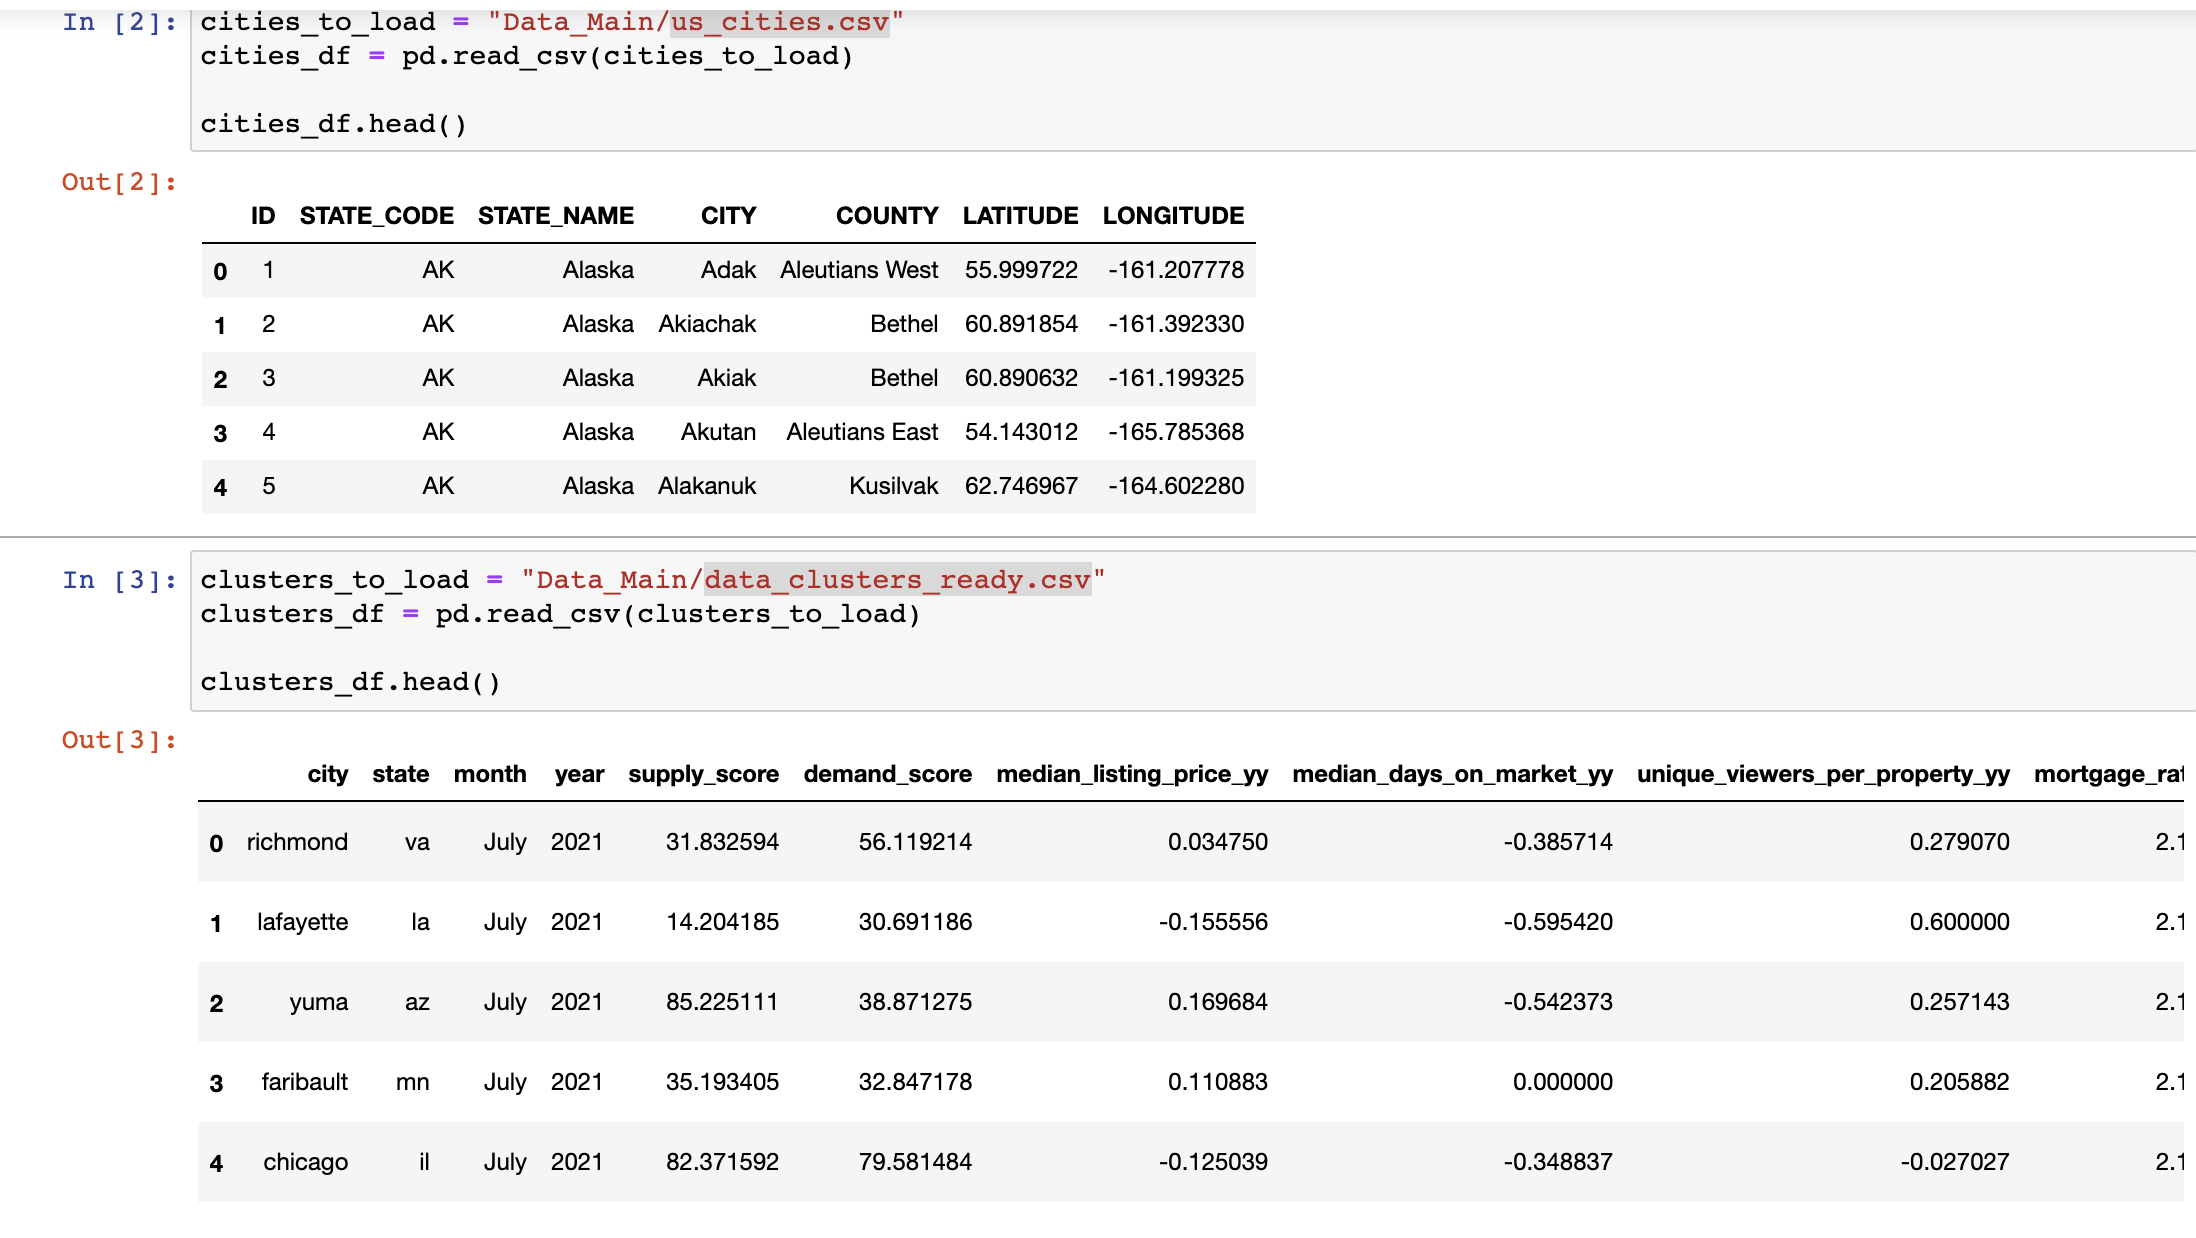 In [2]: cities_to_load = "Data_Main/us_cities.csv"
cities_df = pd.read_csv(cities_to_load)
cities_df.head()
Out[2]:
ID STATE_CODE STATE_NAME CITY COUNTY LATITUDE LONGITUDE
0 1 AK Alaska Adak Aleutians West 55.999722 -161.207778
1 2 AK Alaska Akiachak Bethel 60.891854 -161.392330
2 3 AK Alaska Akiak Bethel 60.890632 -161.199325
3 4 AK Alaska Akutan Aleutians East 54.143012 -165.785368
4 5 AK Alaska Alakanuk Kusilvak 62.746967 -164.602280
In [3]: clusters_to_load = "Data_Main/data_clusters_ready.csv"
clusters_df = pd.read_csv(clusters_to_load)
clusters_df.head()
Out[3]:
city state month year supply_score demand_score median_listing_price_yy median_days_on_market_yy unique_viewers_per_property_yy mortgage_rat
0 richmond va July 2021 31.832594 56.119214 0.034750 -0.385714 0.279070 2.1
1 lafayette la July 2021 14.204185 30.691186 -0.155556 -0.595420 0.600000 2.1
2 yuma az July 2021 85.225111 38.871275 0.169684 -0.542373 0.257143 2.1
3 faribault mn July 2021 35.193405 32.847178 0.110883 0.000000 0.205882 2.1
4 chicago il July 2021 82.371592 79.581484 -0.125039 -0.348837 -0.027027 2.1